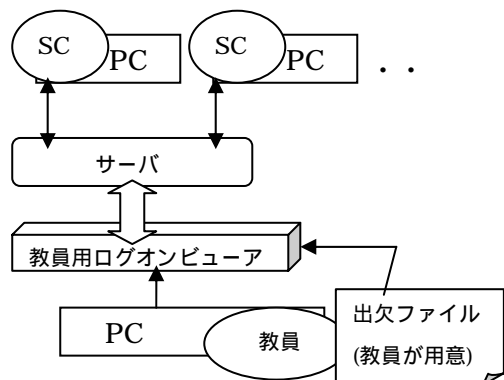 SC PC SC PC . .
サーバ
教員用ログオンビューア
PC 教員
出欠ファイル
(教員が用意)